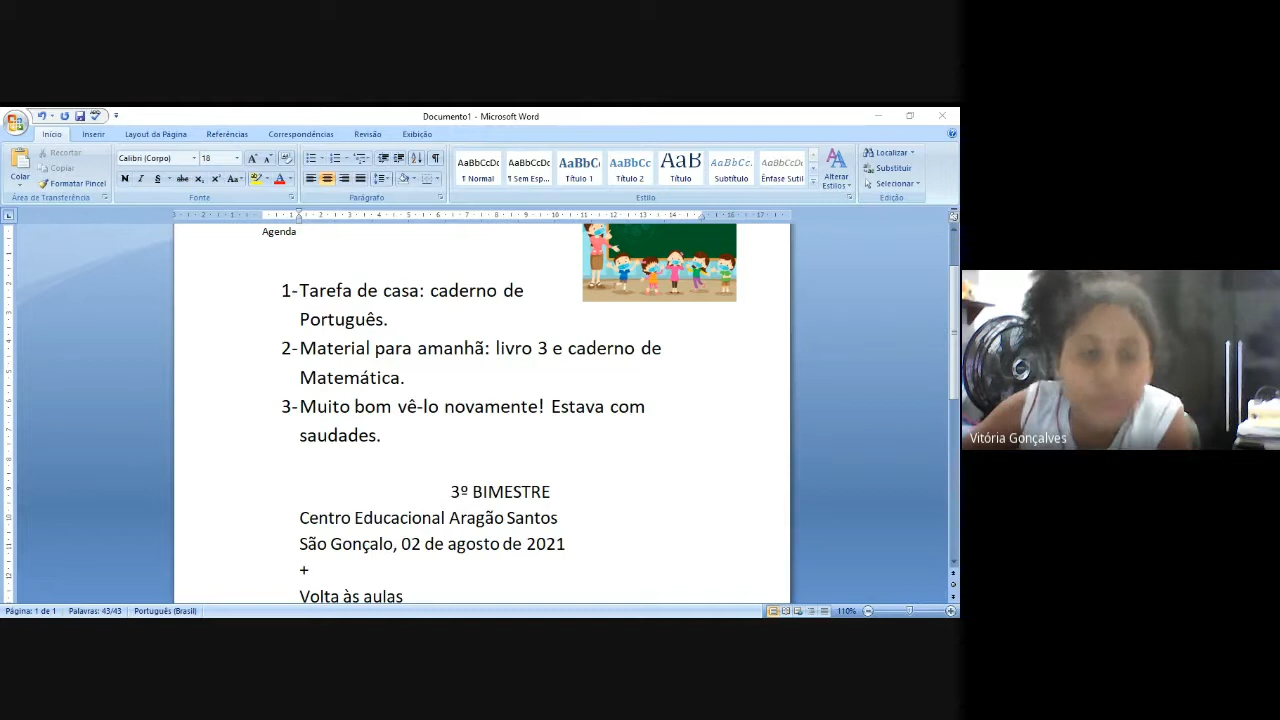 Documento1 - Microsoft Word
Início
Inserir
Layout da Página
Referências
Correspondências
Revisão
Exibição
Colar
Recortar
Copiar
Formatar Pincel
Área de Transferência
Calibri (Corpo)
18
Fonte
Parágrafo
AaBbCcDc
¶ Normal
AaBbCcDc
¶ Sem Esp...
AaBbC
Título 1
AaBbCc
Título 2
AaB
Título
AaBbCc.
Subtítulo
AaBbCcDc
Ênfase Sutil
Alterar
Estilos
Estilo
Localizar
Substituir
Selecionar
Edição
Agenda
1-Tarefa de casa: caderno de
Português.
2-Material para amanhã: livro 3 e caderno de
Matemática.
3-Muito bom vê-lo novamente! Estava com
saudades.
3º BIMESTRE
Centro Educacional Aragão Santos
São Gonçalo, 02 de agosto de 2021
+
Volta às aulas
Página: 1 de 1
Palavras: 43/43
Português (Brasil)
110%
Vitória Gonçalves